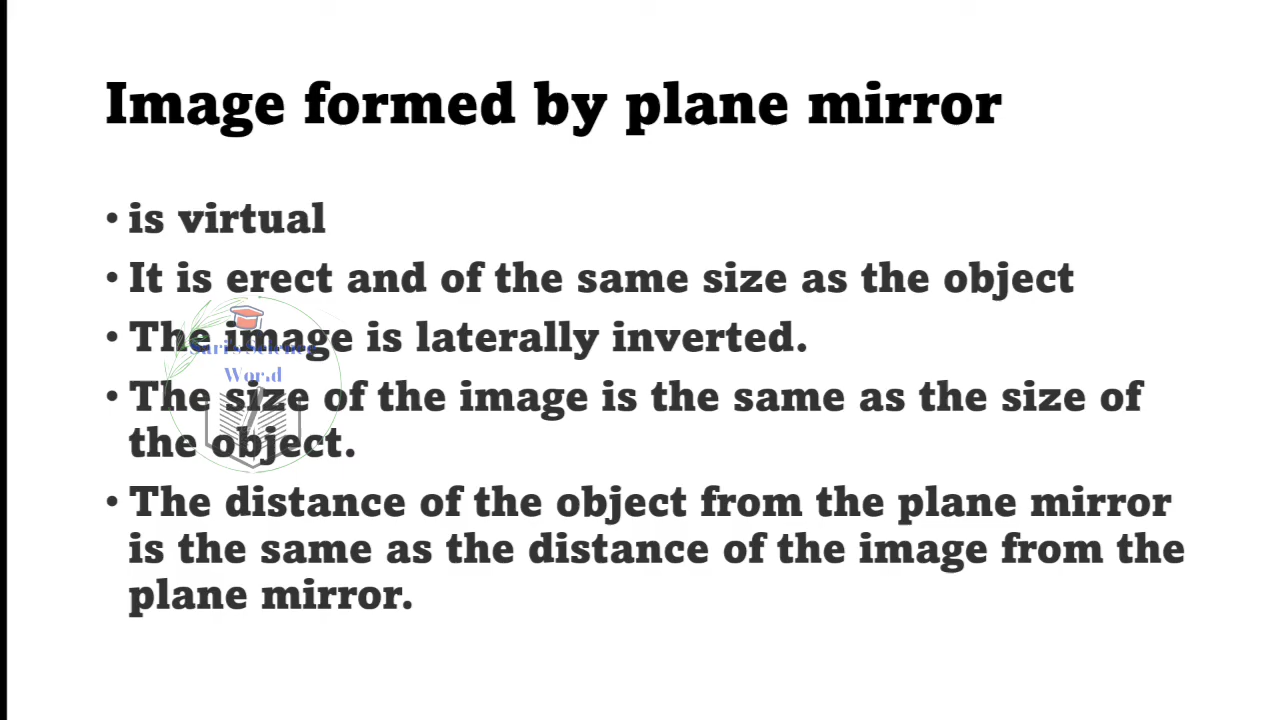 Image formed by plane mirror
• is virtual
• It is erect and of the same size as the object
• The image is laterally inverted.
• The size of the image is the same as the size of
the object.
• The distance of the object from the plane mirror
is the same as the distance of the image from the
plane mirror.
Sari's Science
World